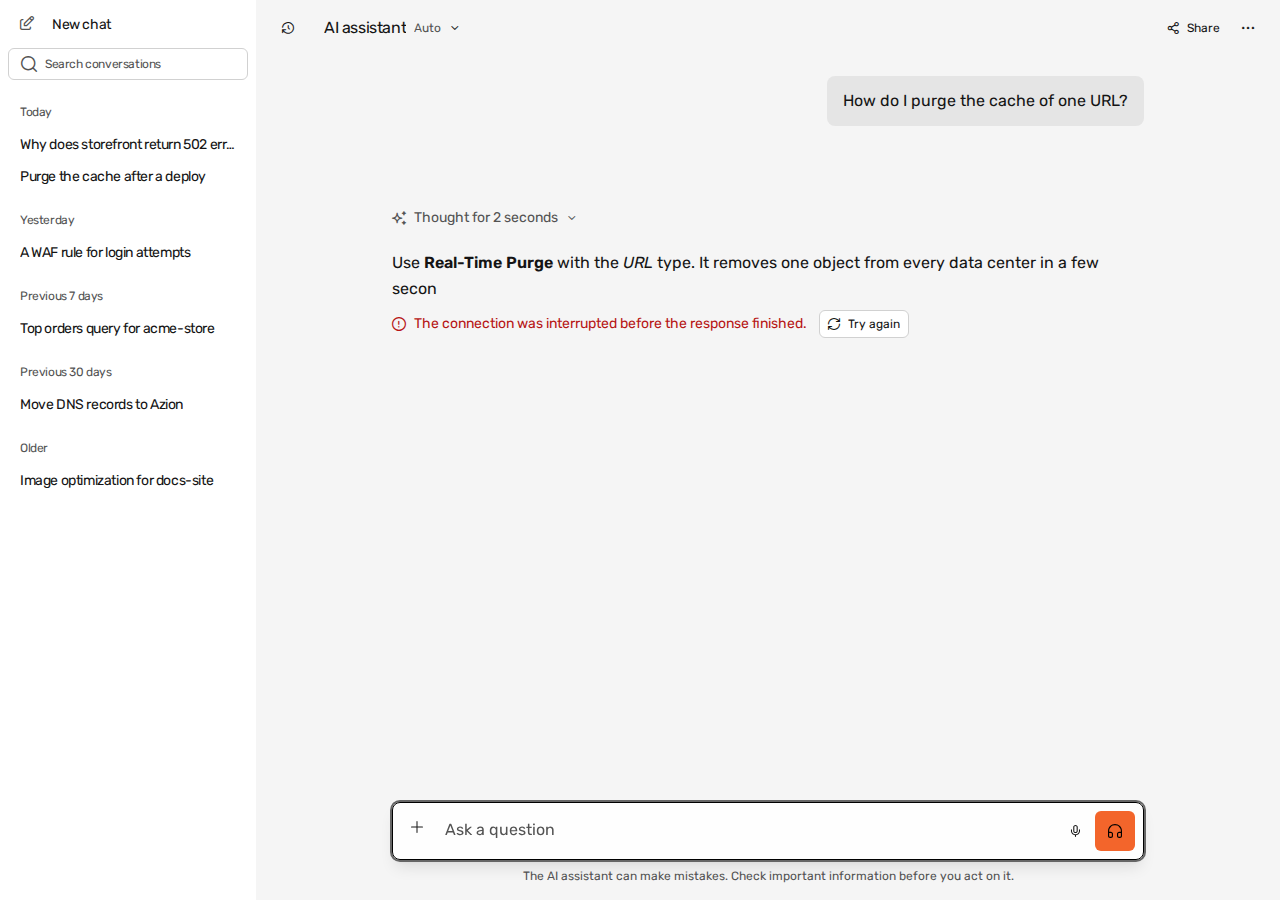 New chat
Search conversations
Today
Why does storefront return 502 err...
Purge the cache after a deploy
Yesterday
A WAF rule for login attempts
Previous 7 days
Top orders query for acme-store
Previous 30 days
Move DNS records to Azion
Older
Image optimization for docs-site
AI assistant Auto
Share
How do I purge the cache of one URL?
Thought for 2 seconds
Use Real-Time Purge with the URL type. It removes one object from every data center in a few
secon
The connection was interrupted before the response finished. Try again
Ask a question
The AI assistant can make mistakes. Check important information before you act on it.